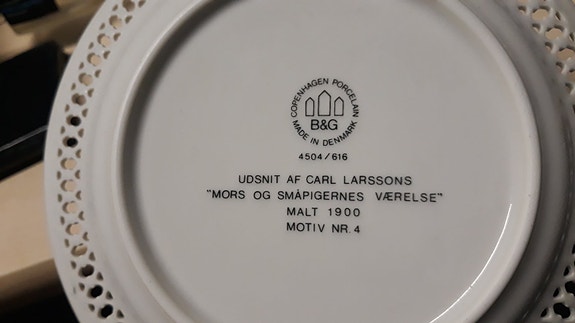 COPENHAGEN PORCELAIN
B&G
MADE IN DENMARK
4504/616
UDSNIT AF CARL LARSSONS
"MORS OG SMÅPIGERNES VÆRELSE"
MALT 1900
MOTIV NR. 4